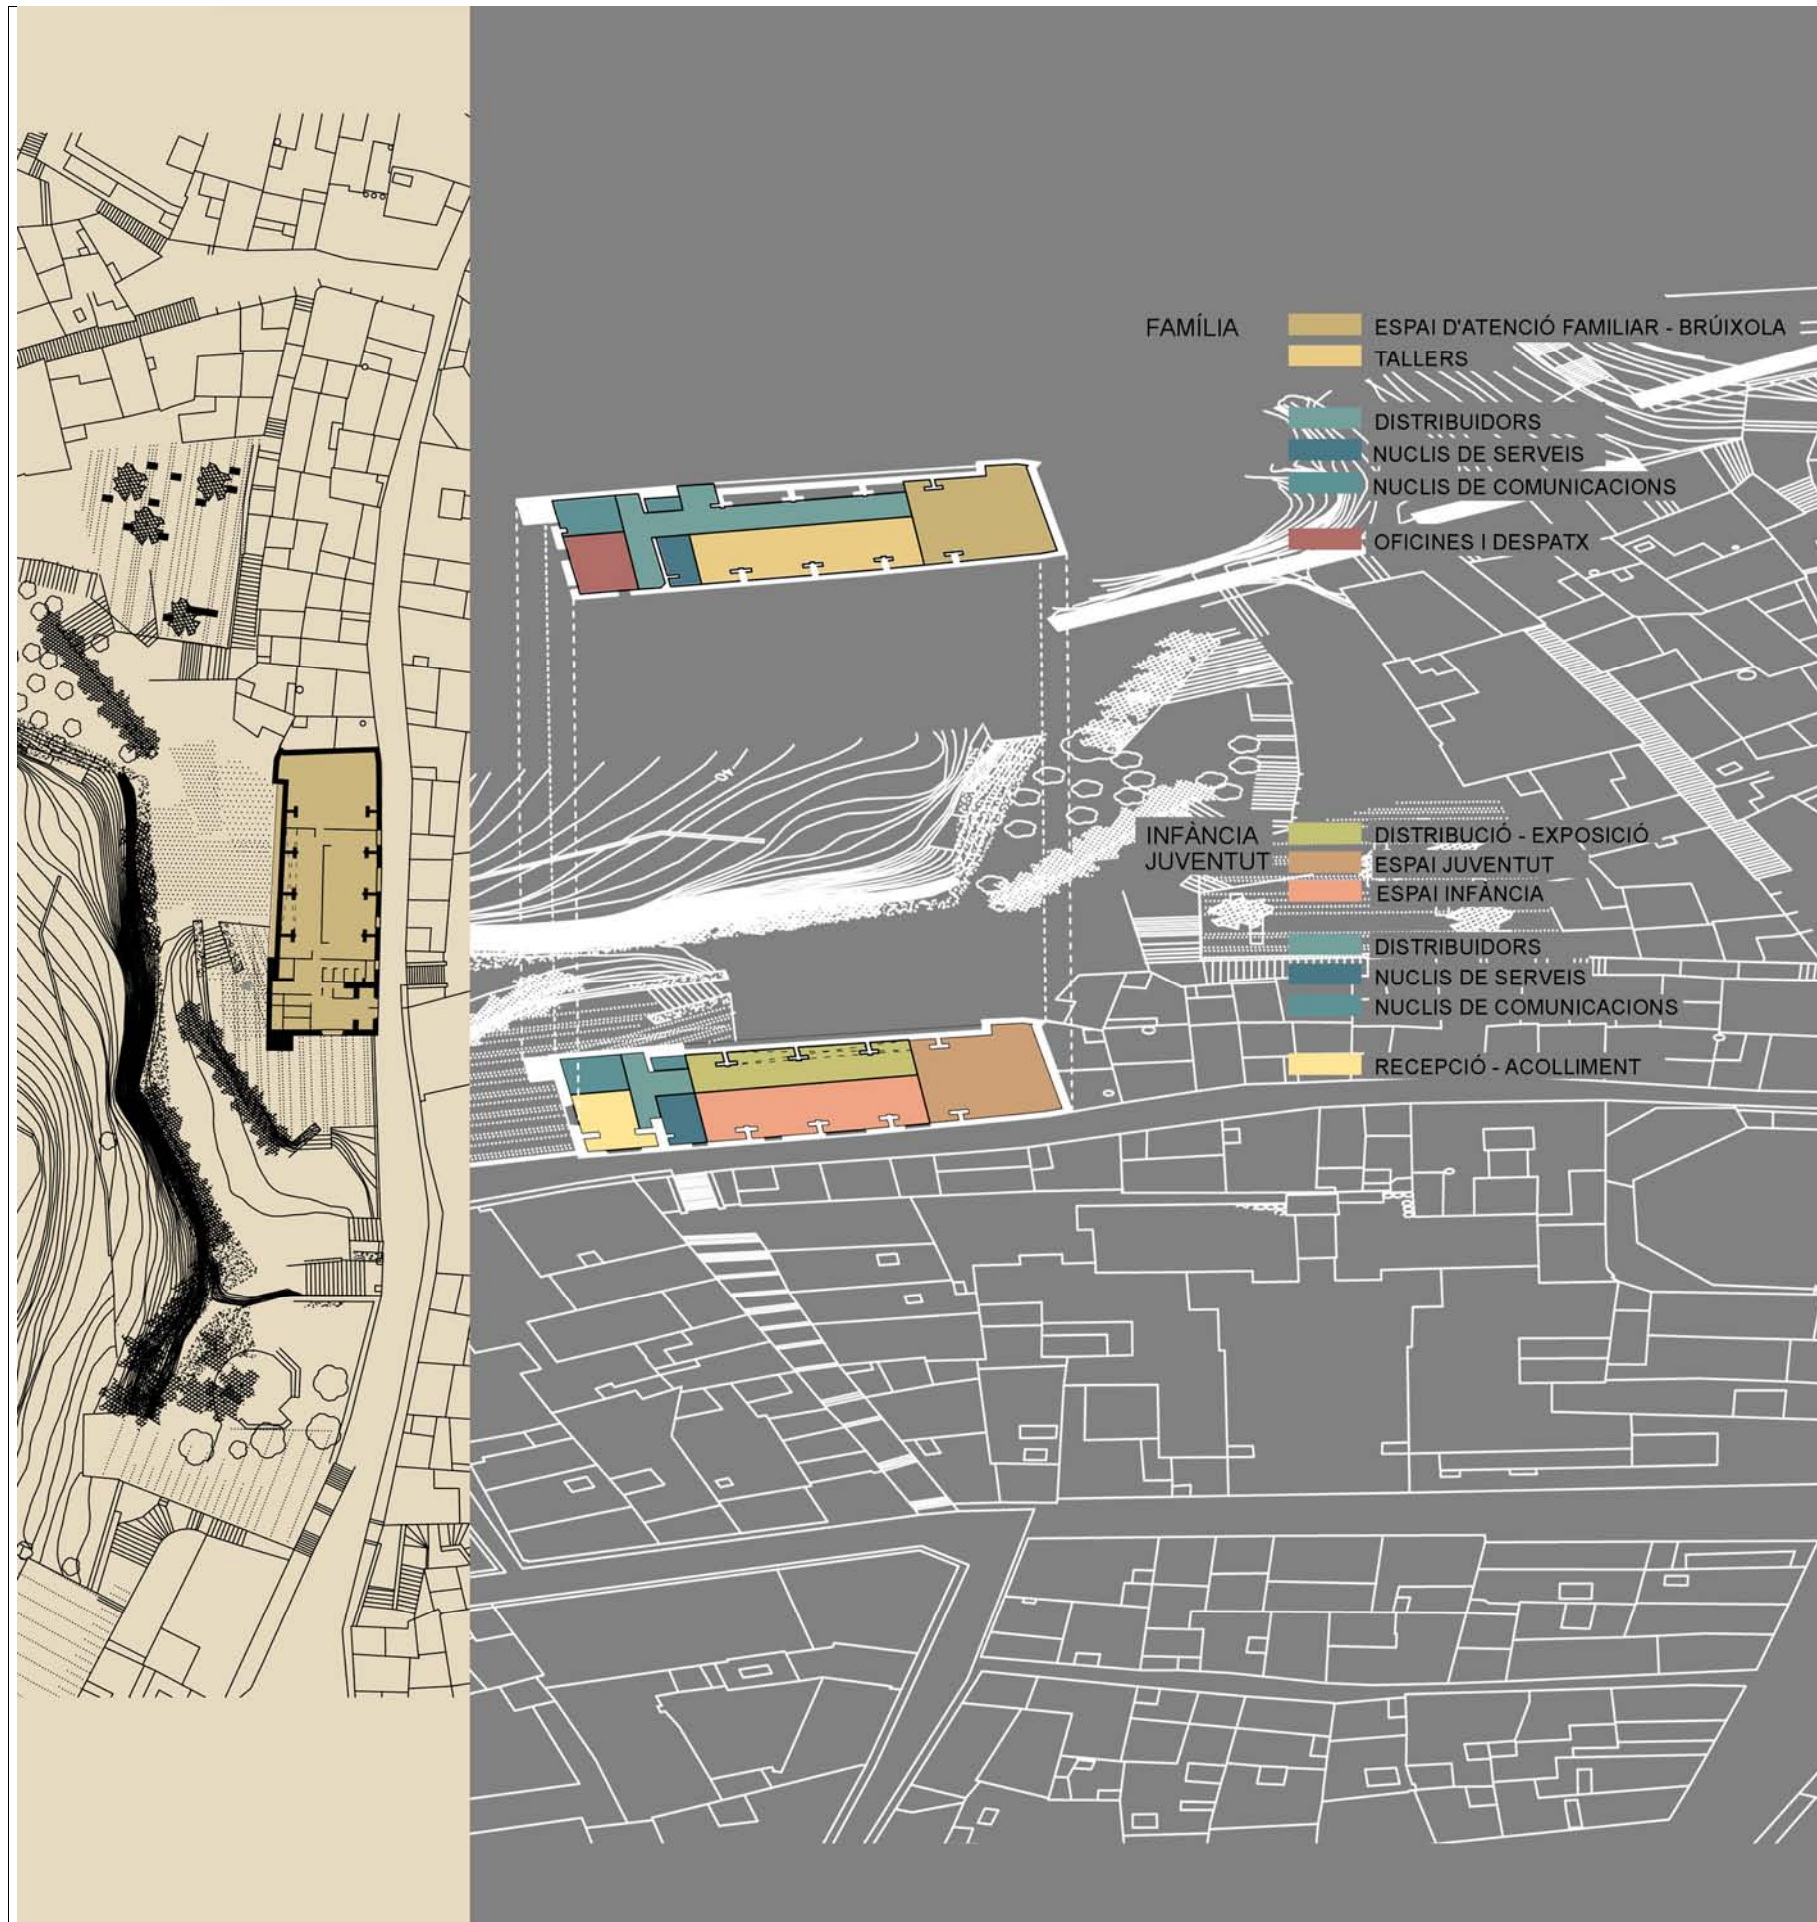 FAMÍLIA
ESPAI D'ATENCIÓ FAMILIAR - BRÚIXOLA
TALLERS
DISTRIBUIDORS
NUCLIS DE SERVEIS
NUCLIS DE COMUNICACIONS
OFICINES I DESPATX
40
INFÀNCIA
JUVENTUT
DISTRIBUCIÓ - EXPOSICIÓ
ESPAI JUVENTUT
ESPAI INFÀNCIA
DISTRIBUIDORS
NUCLIS DE SERVEIS
NUCLIS DE COMUNICACIONS
RECEPCIÓ - ACOLLIMENT